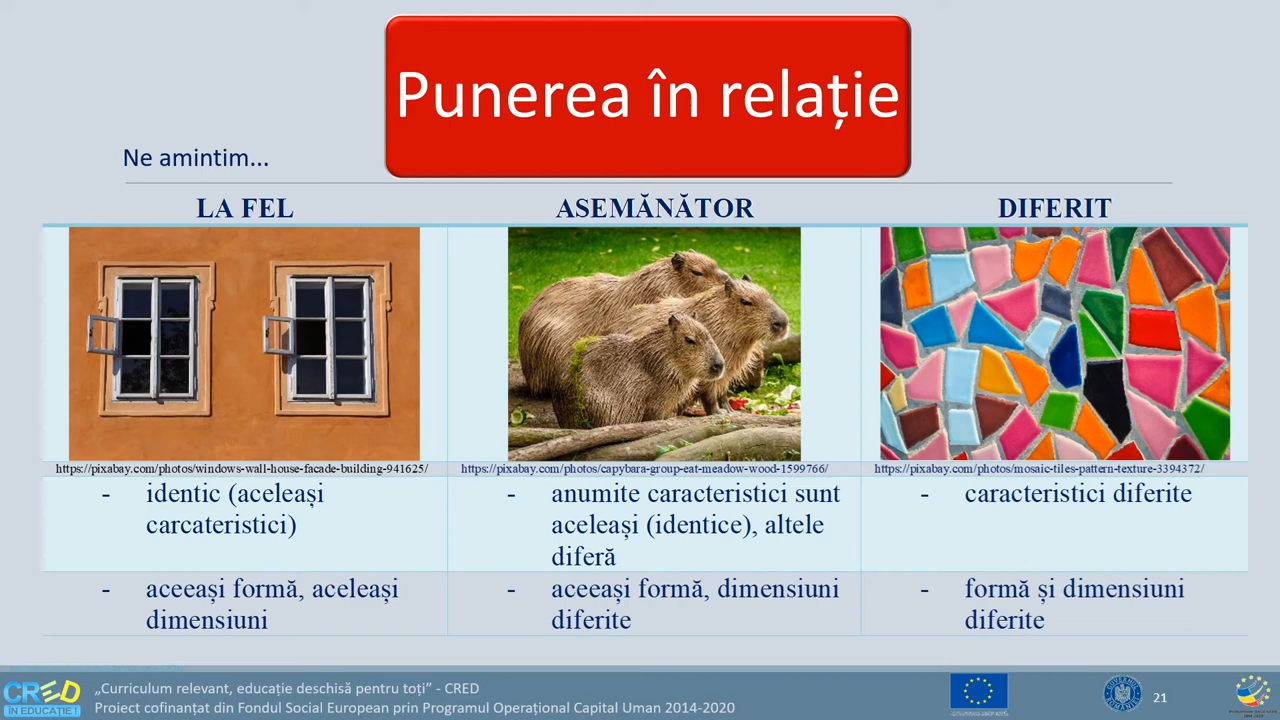 Punerea în relație
Ne amintim...
LA FEL
ASEMĂNĂTOR
DIFERIT
https://pixabay.com/photos/windows-wall-house-facade-building-941625/
https://pixabay.com/photos/capybara-group-eat-meadow-wood-1599766/
https://pixabay.com/photos/mosaic-tiles-pattern-texture-3394372/
- identic (aceleași
carcateristici)
- anumite caracteristici sunt
aceleași (identice), altele
diferă
- caracteristici diferite
- aceeași formă, aceleași
dimensiuni
- aceeași formă, dimensiuni
diferite
- formă și dimensiuni
diferite
CRED
ÎN EDUCAȚIE !
„Curriculum relevant, educație deschisă pentru toți” - CRED
Proiect cofinanțat din Fondul Social European prin Programul Operațional Capital Uman 2014-2020
21